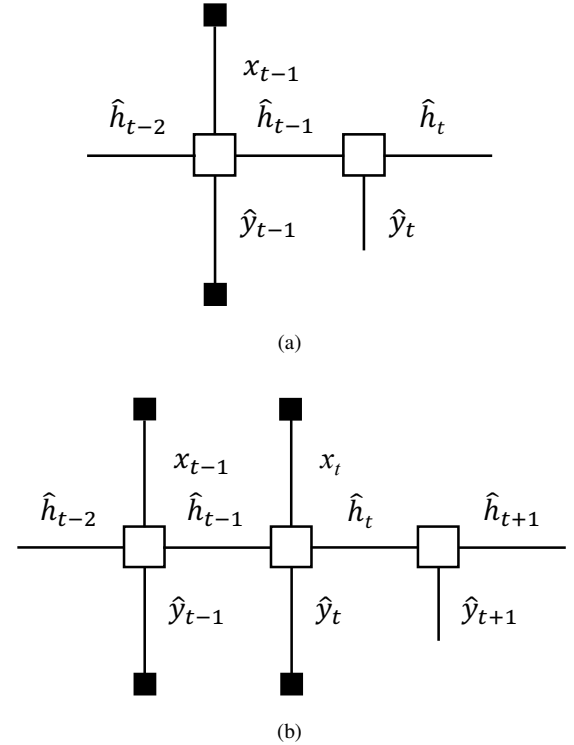 x̂_{t−1}
ĥ_{t−2} ĥ_{t−1} ĥ_t
ŷ_{t−1} ŷ_t
(a)
x_{t−1} x_t
ĥ_{t−2} ĥ_{t−1} ĥ_t ĥ_{t+1}
ŷ_{t−1} ŷ_t ŷ_{t+1}
(b)